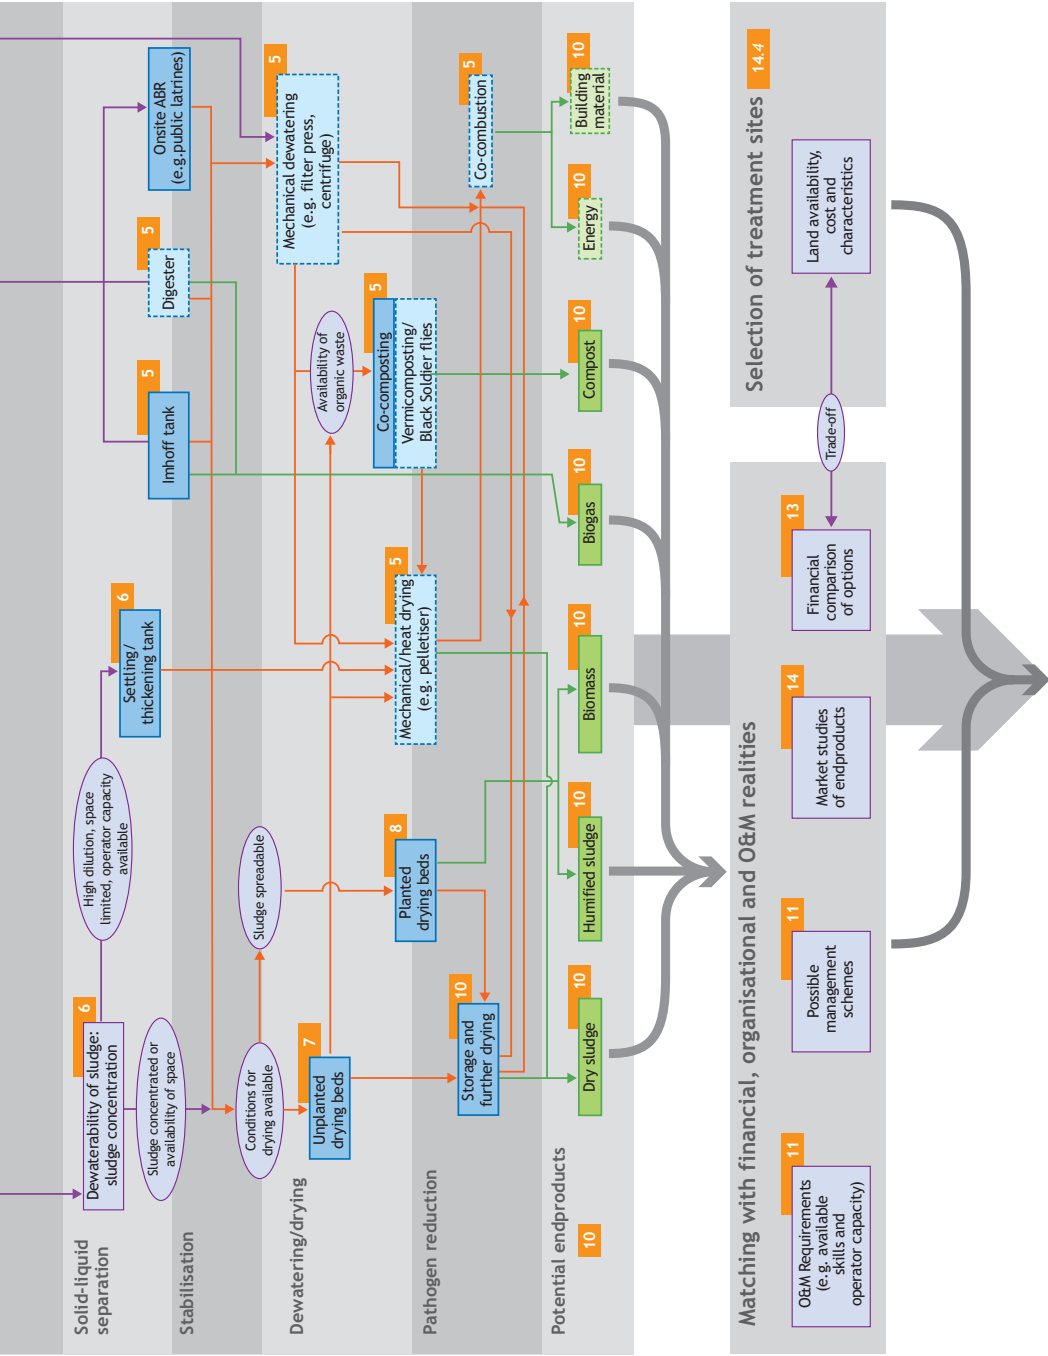 Solid-liquid
separation
Dewaterability of sludge:
sludge concentration
6
High dilution, space
limited, operator capacity
available
Settling/
thickening tank
6
Sludge concentrated or
availability of space
Stabilisation
Imhoff tank
5
Digester
5
Onsite ABR
(e.g.public latrines)
Dewatering/drying
Conditions for
drying available
Unplanted
drying beds
7
Sludge spreadable
Availability of
organic waste
Mechanical dewatering
(e.g. filter press,
centrifuge)
5
Pathogen reduction
Planted
drying beds
8
Mechanical/heat drying
(e.g. pelletiser)
5
Co-composting
5
Vermicomposting/
Black Soldier flies
Storage and
further drying
10
Co-combustion
5
Potential endproducts
10
Dry sludge
10
Humified sludge
10
Biomass
10
Biogas
10
Compost
10
Energy
10
Building
material
10
Matching with financial, organisational and O&M realities
O&M Requirements
(e.g. available
skills and
operator capacity)
11
Possible
management
schemes
11
Market studies
of endproducts
14
Financial
comparison
of options
13
Trade-off
Selection of treatment sites
14.4
Land availability,
cost and
characteristics